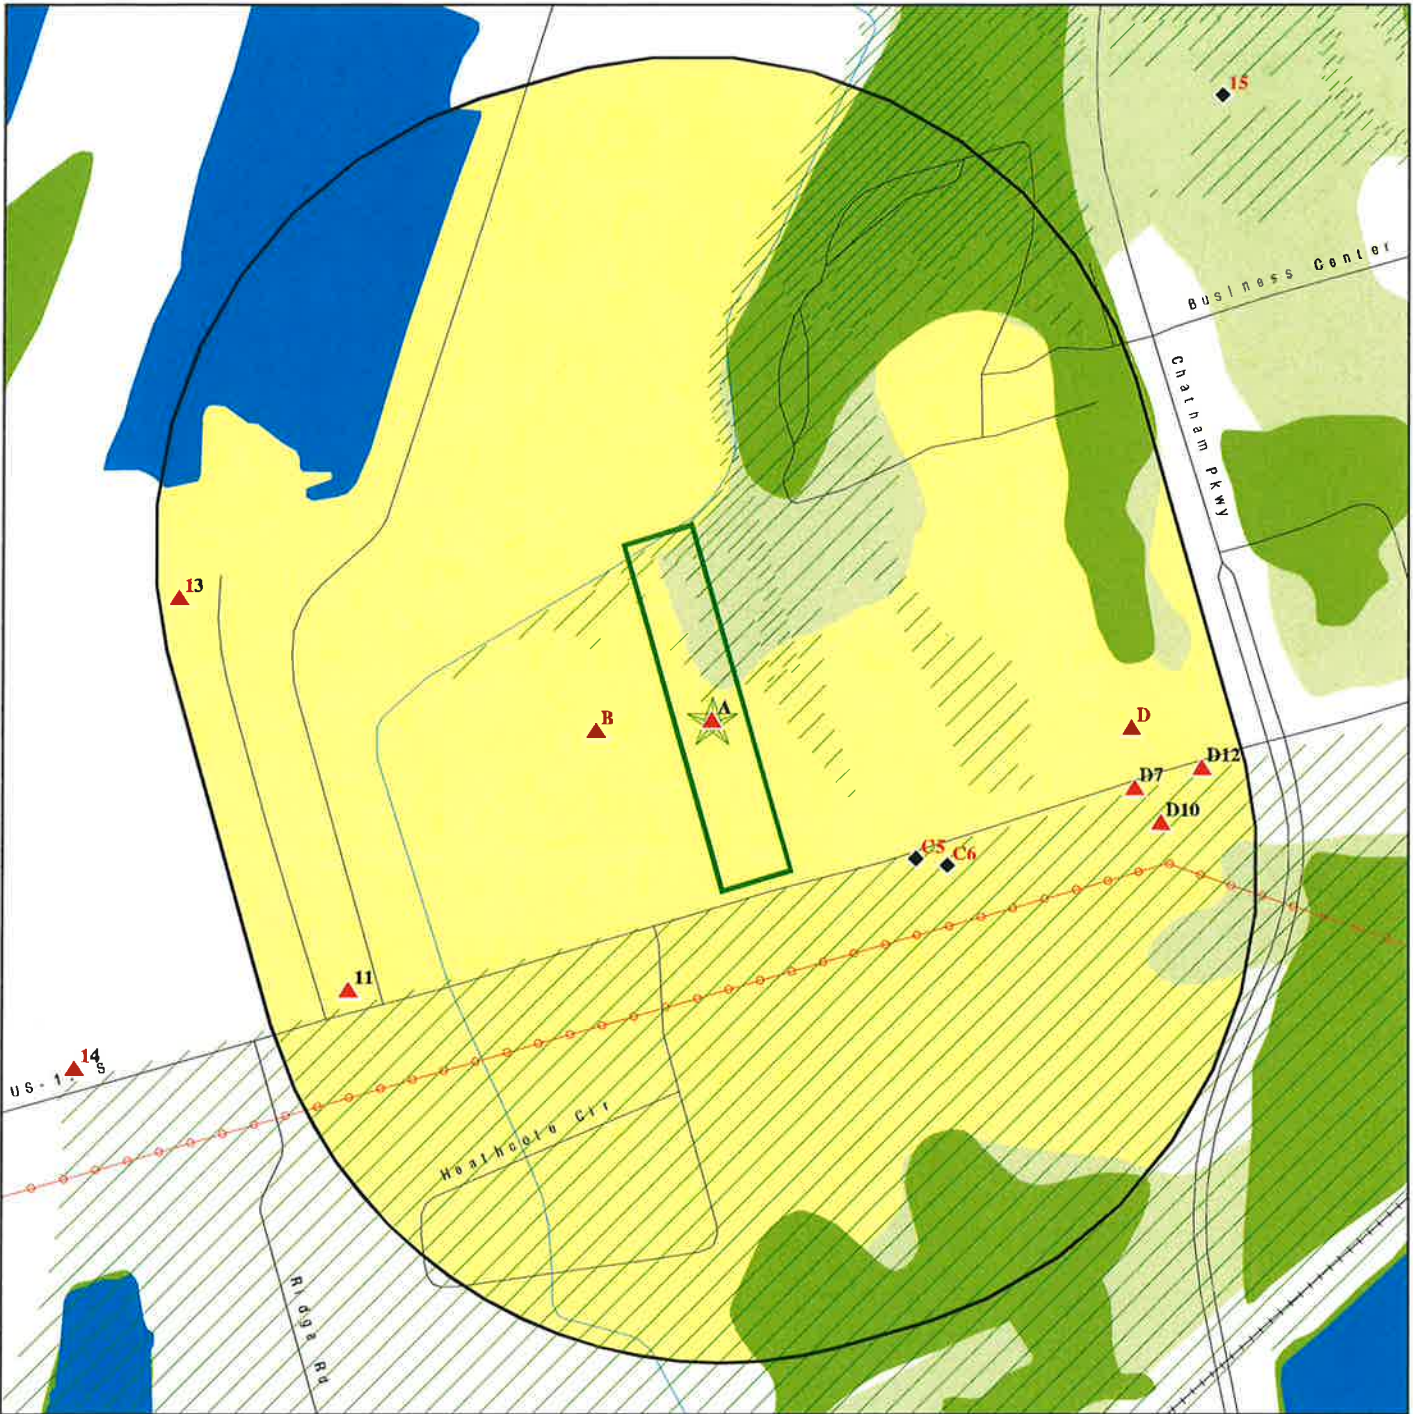 15
Business Center
Chatham Pkwy
13
A
B
D
D12
D7
D10
C5
C6
11
14
US-1. S
Heathcote Cir
Ridge Rd